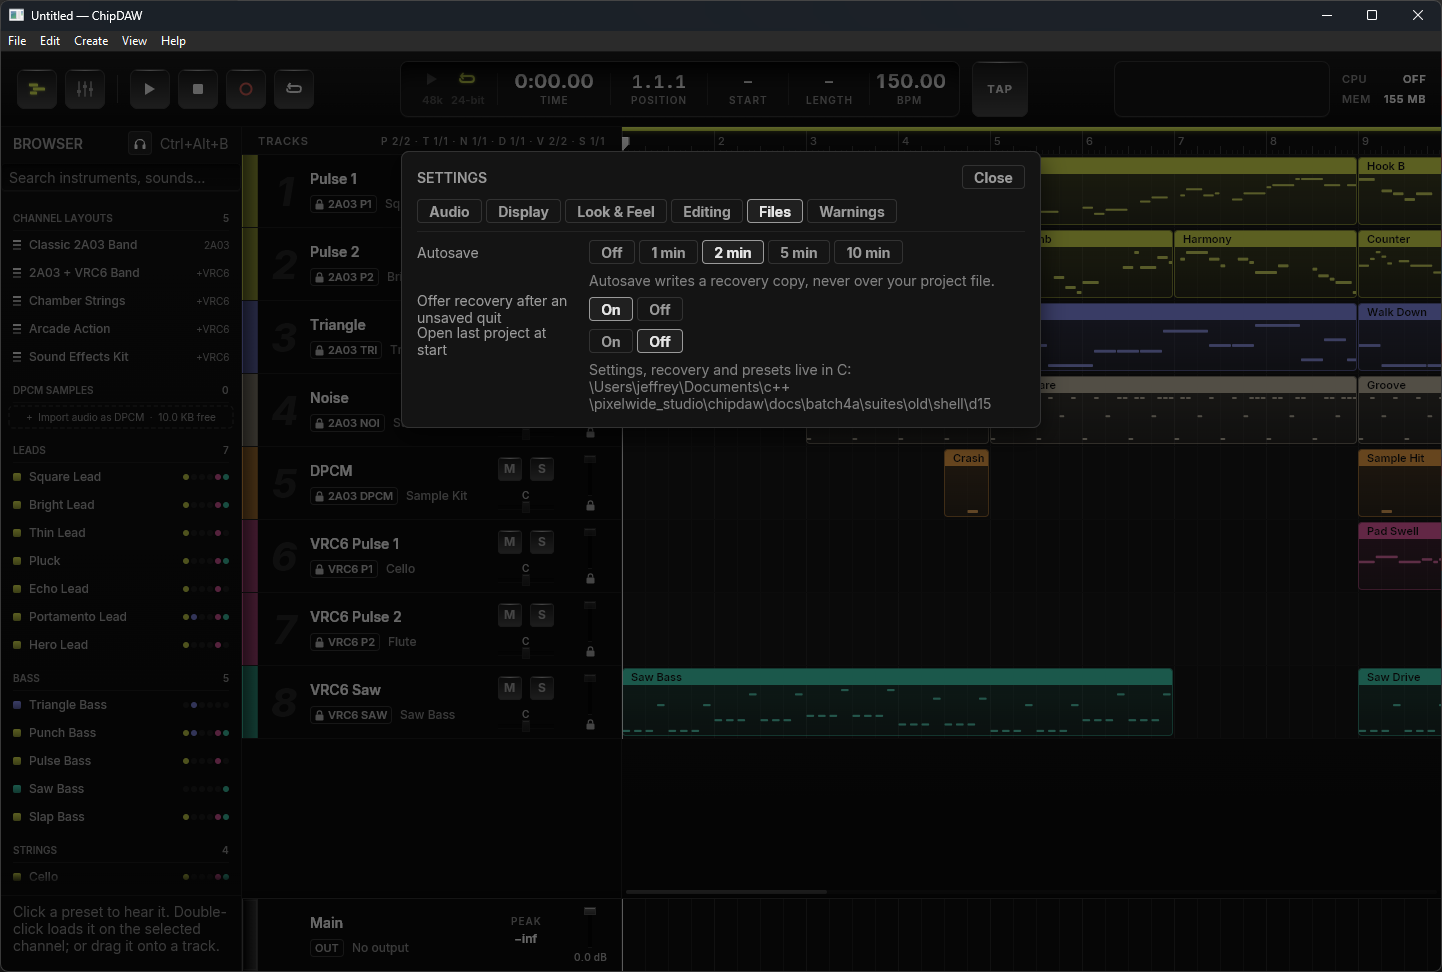 Untitled — ChipDAW
File Edit Create View Help
48k 24-bit
0:00.00
TIME
1.1.1
POSITION
–
START
–
LENGTH
150.00
BPM
TAP
CPU OFF
MEM 155 MB
BROWSER Ctrl+Alt+B
Search instruments, sounds...
CHANNEL LAYOUTS 5
Classic 2A03 Band 2A03
2A03 + VRC6 Band +VRC6
Chamber Strings +VRC6
Arcade Action +VRC6
Sound Effects Kit +VRC6
DPCM SAMPLES 0
+ Import audio as DPCM · 10.0 KB free
LEADS 7
Square Lead
Bright Lead
Thin Lead
Pluck
Echo Lead
Portamento Lead
Hero Lead
BASS 5
Triangle Bass
Punch Bass
Pulse Bass
Saw Bass
Slap Bass
STRINGS 4
Cello
Click a preset to hear it. Double-
click loads it on the selected
channel; or drag it onto a track.
TRACKS P 2/2 · T 1/1 · N 1/1 · D 1/1 · V 2/2 · S 1/1
2 3 4 5 6 7 8 9
1 Pulse 1
2A03 P1
2 Pulse 2
2A03 P2
3 Triangle
2A03 TRI
4 Noise
2A03 NOI
5 DPCM M S
2A03 DPCM Sample Kit C
6 VRC6 Pulse 1 M S
VRC6 P1 Cello C
7 VRC6 Pulse 2 M S
VRC6 P2 Flute C
8 VRC6 Saw M S
VRC6 SAW Saw Bass C
Main PEAK
OUT No output –inf
0.0 dB
SETTINGS Close
Audio Display Look & Feel Editing Files Warnings
Autosave Off 1 min 2 min 5 min 10 min
Autosave writes a recovery copy, never over your project file.
Offer recovery after an
unsaved quit
On Off
Open last project at
start
On Off
Settings, recovery and presets live in C:
\Users\jeffrey\Documents\c++
\pixelwide_studio\chipdaw\docs\batch4a\suites\old\shell\d15
Hook B
Harmony
Counter
Walk Down
Groove
Crash
Sample Hit
Pad Swell
Saw Bass
Saw Drive